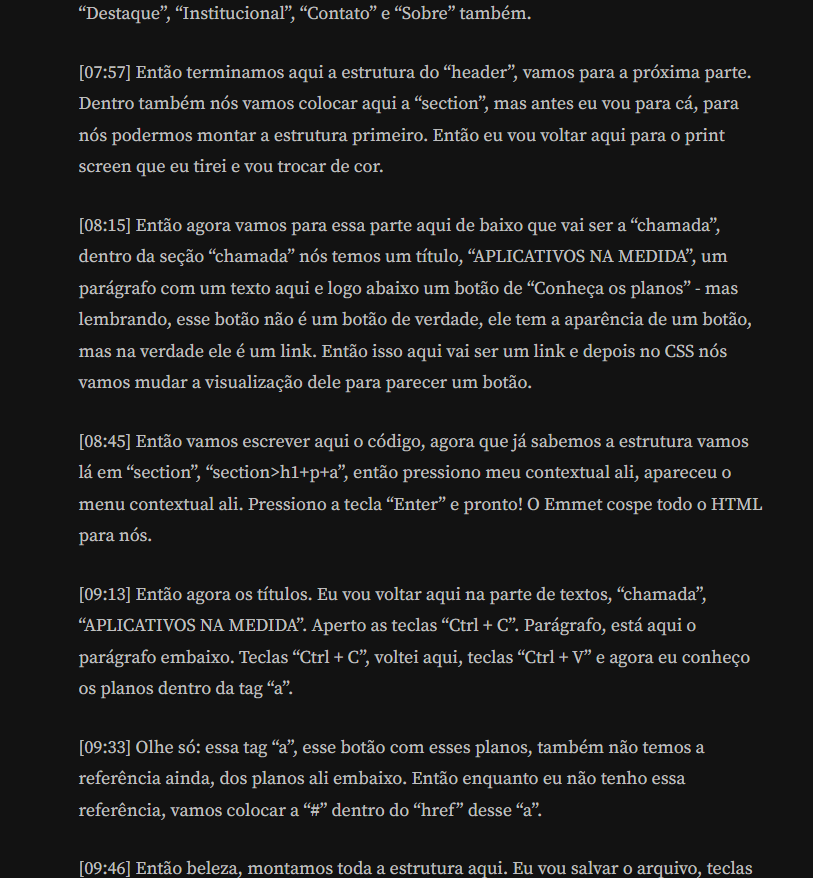 “Destaque”, “Institucional”, “Contato” e “Sobre” também.
[07:57] Então terminamos aqui a estrutura do “header”, vamos para a próxima parte.
Dentro também nós vamos colocar aqui a “section”, mas antes eu vou para cá, para
nós podermos montar a estrutura primeiro. Então eu vou voltar aqui para o print
screen que eu tirei e vou trocar de cor.
[08:15] Então agora vamos para essa parte aqui de baixo que vai ser a “chamada”,
dentro da seção “chamada” nós temos um título, “APLICATIVOS NA MEDIDA”, um
parágrafo com um texto aqui e logo abaixo um botão de “Conheça os planos” - mas
lembrando, esse botão não é um botão de verdade, ele tem a aparência de um botão,
mas na verdade ele é um link. Então isso aqui vai ser um link e depois no CSS nós
vamos mudar a visualização dele para parecer um botão.
[08:45] Então vamos escrever aqui o código, agora que já sabemos a estrutura vamos
lá em “section”, “section>h1+p+a”, então pressiono meu contextual ali, apareceu o
menu contextual ali. Pressiono a tecla “Enter” e pronto! O Emmet cospe todo o HTML
para nós.
[09:13] Então agora os títulos. Eu vou voltar aqui na parte de textos, “chamada”,
“APLICATIVOS NA MEDIDA”. Aperto as teclas “Ctrl + C”. Parágrafo, está aqui o
parágrafo embaixo. Teclas “Ctrl + C”, voltei aqui, teclas “Ctrl + V” e agora eu conheço
os planos dentro da tag “a”.
[09:33] Olhe só: essa tag “a”, esse botão com esses planos, também não temos a
referência ainda, dos planos ali embaixo. Então enquanto eu não tenho essa
referência, vamos colocar a “#” dentro do “href” desse “a”.
[09:46] Então beleza, montamos toda a estrutura aqui. Eu vou salvar o arquivo, teclas